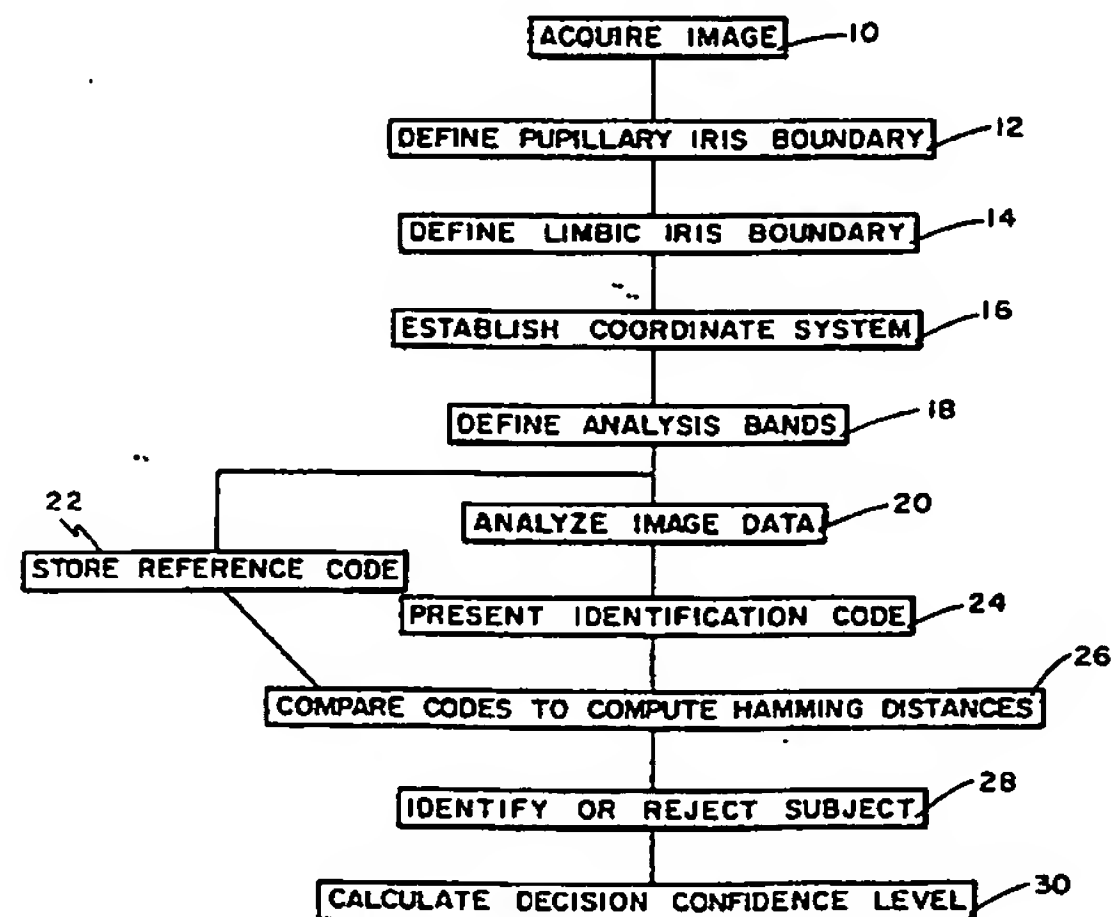 ACQUIRE IMAGE 10
DEFINE PUPILLARY IRIS BOUNDARY 12
DEFINE LIMBIC IRIS BOUNDARY 14
ESTABLISH COORDINATE SYSTEM 16
DEFINE ANALYSIS BANDS 18
ANALYZE IMAGE DATA 20
22
STORE REFERENCE CODE
PRESENT IDENTIFICATION CODE 24
COMPARE CODES TO COMPUTE HAMMING DISTANCES 26
IDENTIFY OR REJECT SUBJECT 28
CALCULATE DECISION CONFIDENCE LEVEL 30